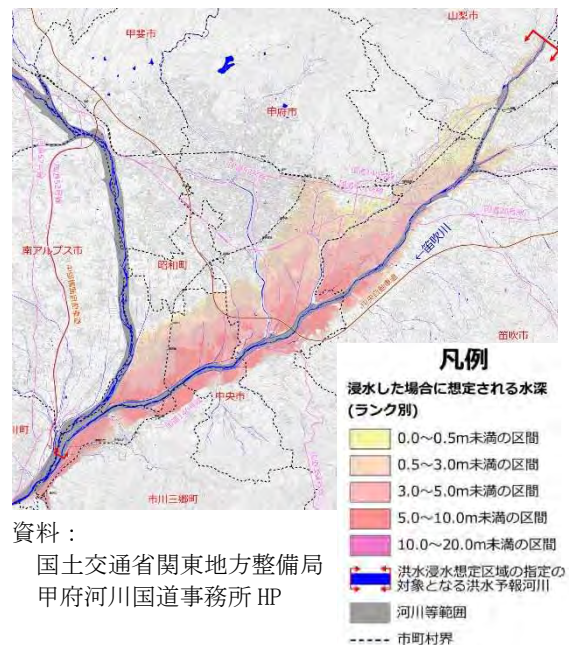 山梨市
甲斐市
甲府市
南アルプス市
昭和町
←笛吹川
笛吹市
中央市
川町
市川三郷町
凡例
浸水した場合に想定される水深
(ランク別)
0.0～0.5m未満の区間
0.5～3.0m未満の区間
3.0～5.0m未満の区間
5.0～10.0m未満の区間
10.0～20.0m未満の区間
洪水浸水想定区域の指定の
対象となる洪水予報河川
河川等範囲
市町村界
資料：
国土交通省関東地方整備局
甲府河川国道事務所 HP